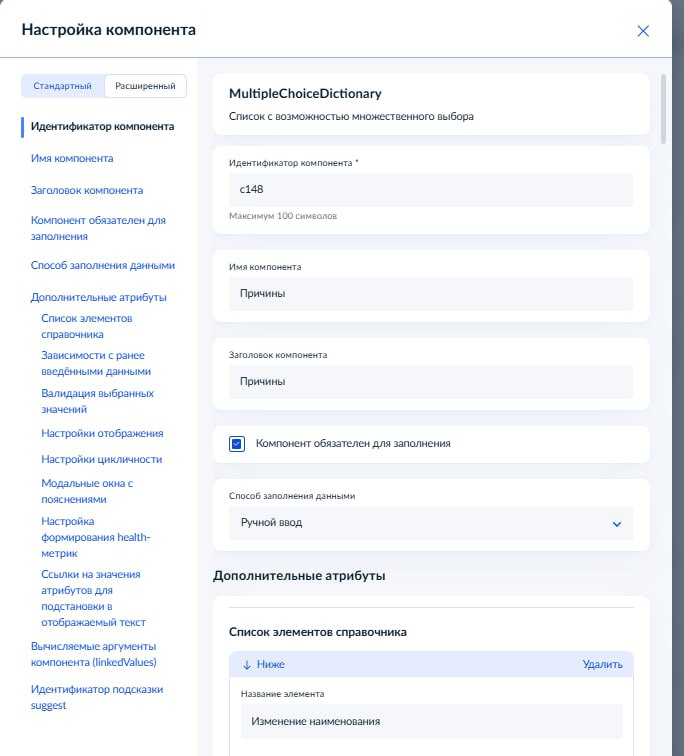 Настройка компонента
Стандартный
Расширенный
Идентификатор компонента
Имя компонента
Заголовок компонента
Компонент обязателен для
заполнения
Способ заполнения данными
Дополнительные атрибуты
Список элементов
справочника
Зависимости с ранее
введёнными данными
Валидация выбранных
значений
Настройки отображения
Настройки цикличности
Модальные окна с
пояснениями
Настройка
формирования health-
метрик
Ссылки на значения
атрибутов для
подстановки в
отображаемый текст
Вычисляемые аргументы
компонента (linkedValues)
Идентификатор подсказки
suggest
MultipleChoiceDictionary
Список с возможностью множественного выбора
Идентификатор компонента *
c148
Максимум 100 символов
Имя компонента
Причины
Заголовок компонента
Причины
Компонент обязателен для заполнения
Способ заполнения данными
Ручной ввод
Дополнительные атрибуты
Список элементов справочника
↓ Ниже
Удалить
Название элемента
Изменение наименования